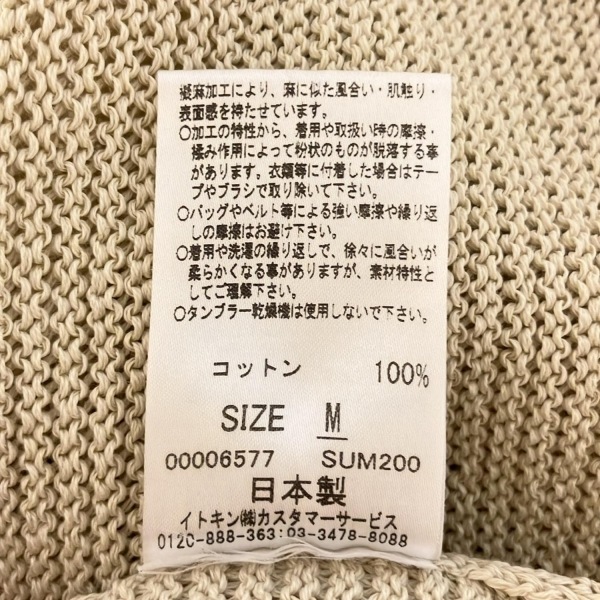 擬麻加工により、麻に似た風合い・肌触り・
表面感を持たせています。
○加工の特性から、着用や取扱い時の摩擦・
揉み作用によって粉状のものが脱落する事
があります。衣類等に付着した場合はテー
プやブラシで取り除いて下さい。
○バッグやベルト等による強い摩擦や繰り返
しの摩擦はお避け下さい。
○着用や洗濯の繰り返しで、徐々に風合いが
柔らかくなる事がありますが、素材特性と
してご理解下さい。
○タンブラー乾燥機は使用しないで下さい。
コットン 100%
SIZE M
00006577 SUM200
日本製
イトキン㈱カスタマーサービス
0120-888-363:03-3478-8088